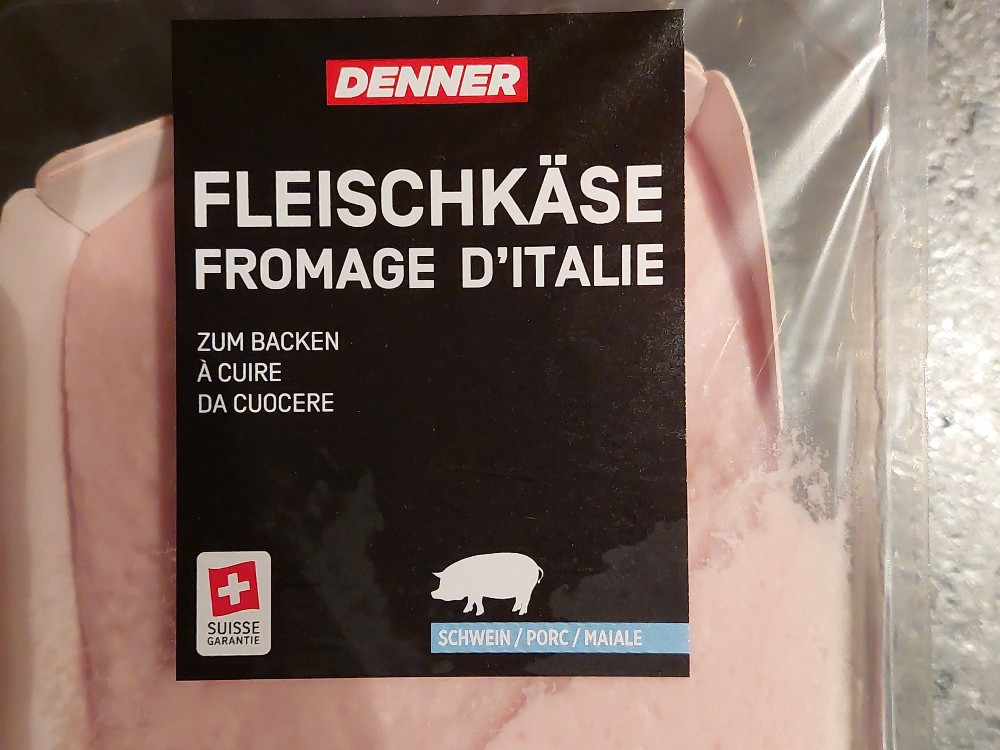 DENNER
FLEISCHKÄSE
FROMAGE D'ITALIE
ZUM BACKEN
À CUIRE
DA CUOCERE
SUISSE
GARANTIE
SCHWEIN / PORC / MAIALE